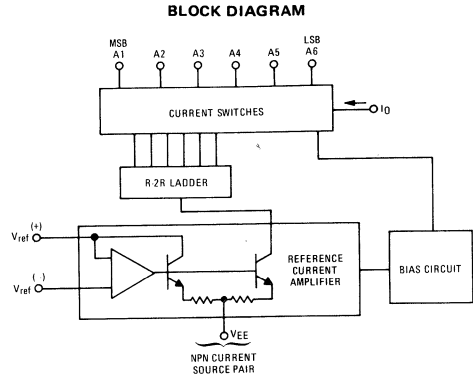 BLOCK DIAGRAM
MSB
A1
A2
A3
A4
A5
LSB
A6
CURRENT SWITCHES
IO
R-2R LADDER
Vref (+)
Vref (-)
REFERENCE
CURRENT
AMPLIFIER
BIAS CIRCUIT
VEE
NPN CURRENT
SOURCE PAIR